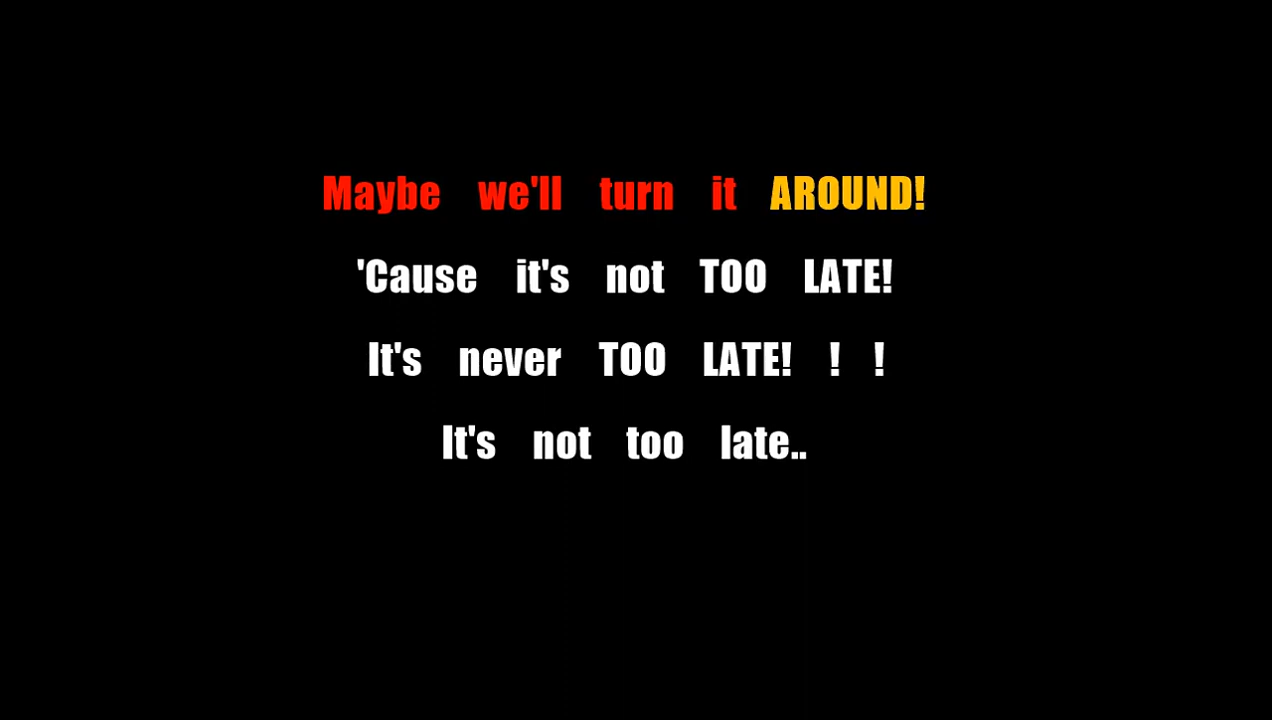 Maybe we'll turn it AROUND!
'Cause it's not TOO LATE!
It's never TOO LATE! ! !
It's not too late..